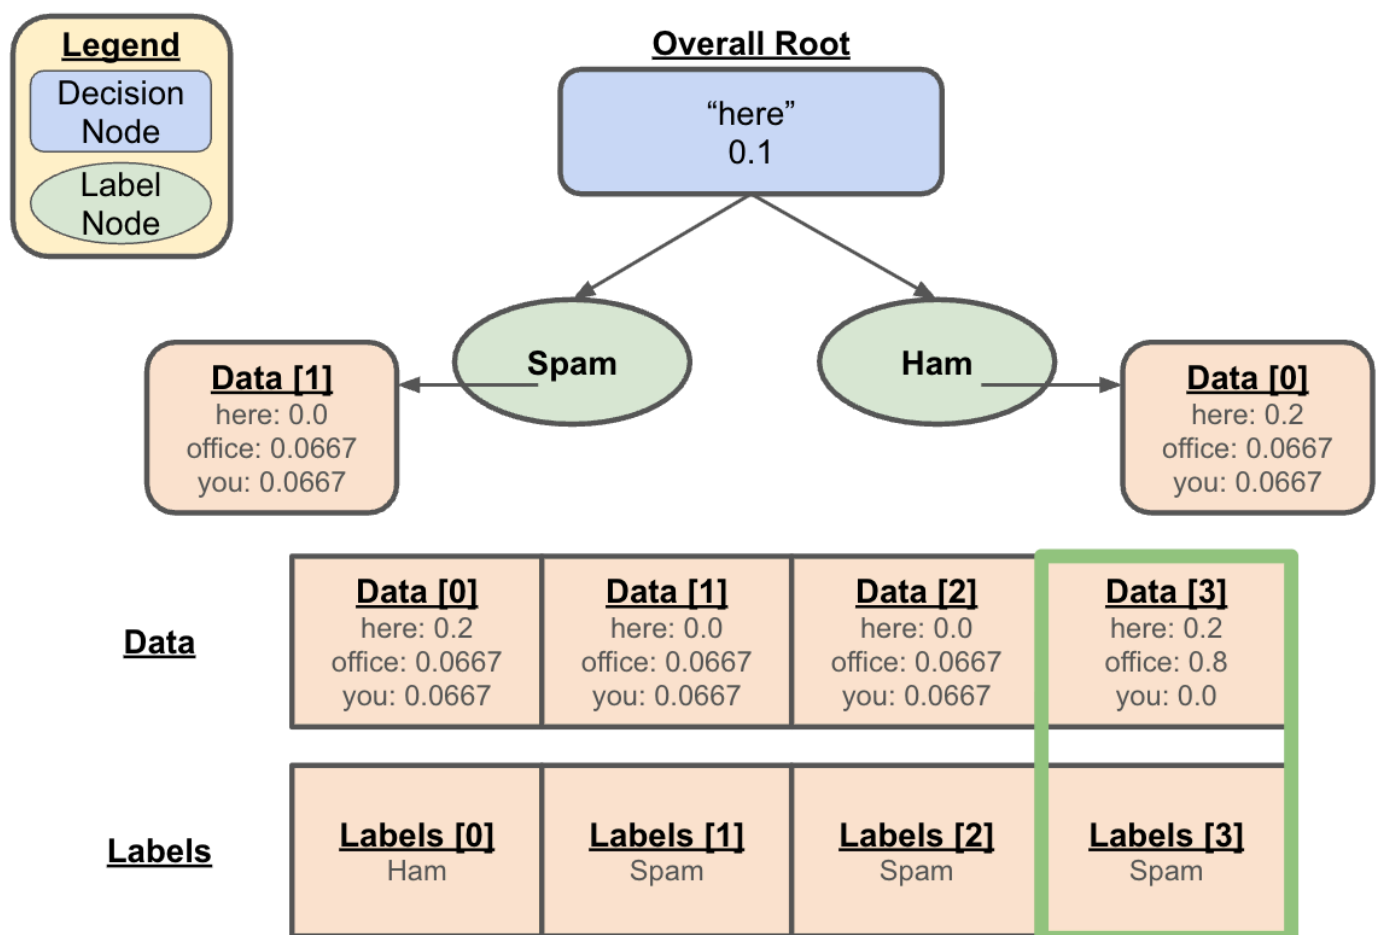 Legend
Decision
Node
Label
Node
Overall Root
“here”
0.1
Spam
Ham
Data [1]
here: 0.0
office: 0.0667
you: 0.0667
Data [0]
here: 0.2
office: 0.0667
you: 0.0667
Data
Data [0]
here: 0.2
office: 0.0667
you: 0.0667
Data [1]
here: 0.0
office: 0.0667
you: 0.0667
Data [2]
here: 0.0
office: 0.0667
you: 0.0667
Data [3]
here: 0.2
office: 0.8
you: 0.0
Labels
Labels [0]
Ham
Labels [1]
Spam
Labels [2]
Spam
Labels [3]
Spam